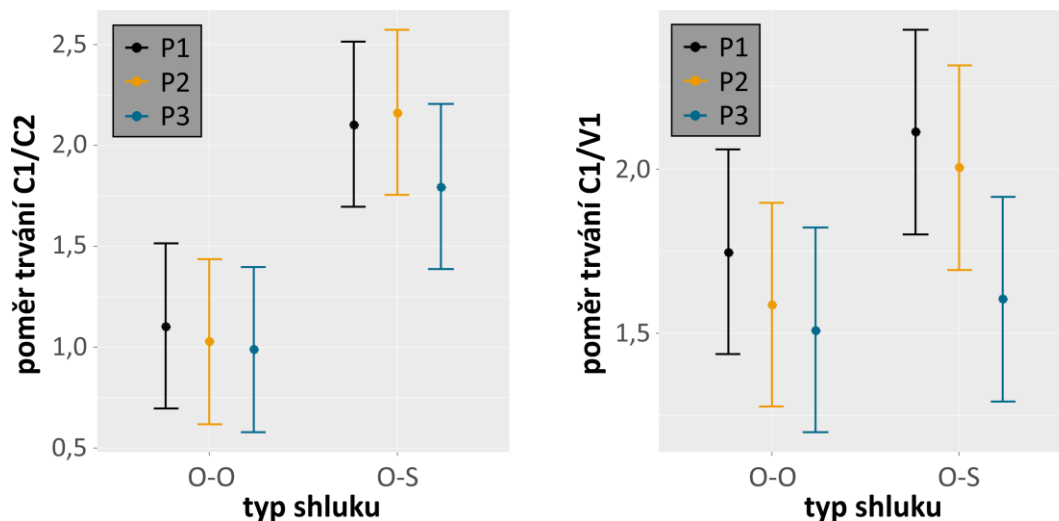 poměr trvání C1/C2
2,5
2,0
1,5
1,0
0,5
P1
P2
P3
O-O
O-S
typ shluku
poměr trvání C1/V1
2,0
1,5
P1
P2
P3
O-O
O-S
typ shluku